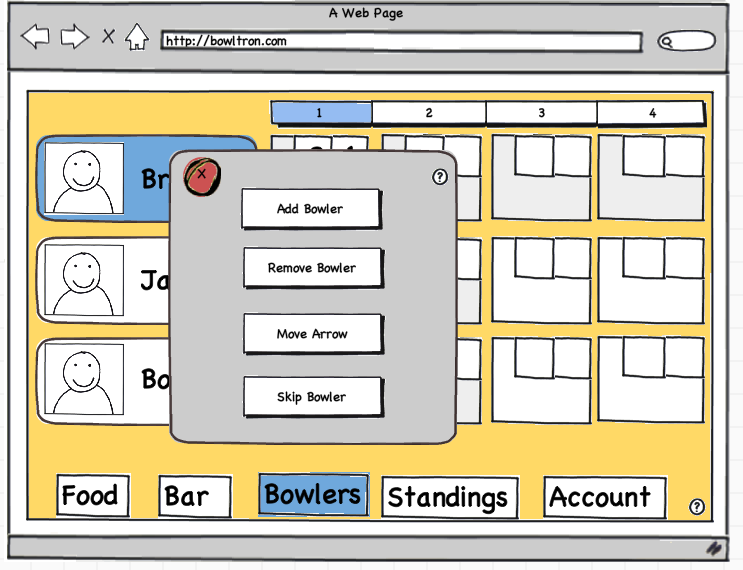 A Web Page
X
http://bowltron.com
1 2 3 4
Br
X
?
Add Bowler
Ja
Remove Bowler
Move Arrow
Bo
Skip Bowler
Food Bar Bowlers Standings Account
?